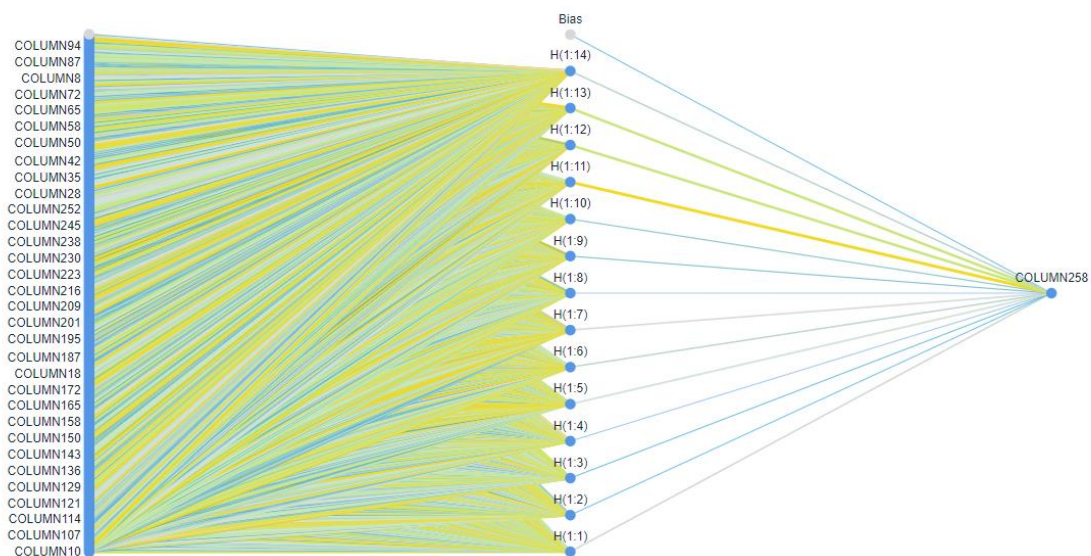 COLUMN94
COLUMN87
COLUMN8
COLUMN72
COLUMN65
COLUMN58
COLUMN50
COLUMN42
COLUMN35
COLUMN28
COLUMN252
COLUMN245
COLUMN238
COLUMN230
COLUMN223
COLUMN216
COLUMN209
COLUMN201
COLUMN195
COLUMN187
COLUMN18
COLUMN172
COLUMN165
COLUMN158
COLUMN150
COLUMN143
COLUMN136
COLUMN129
COLUMN121
COLUMN114
COLUMN107
COLUMN10
Bias
H(1:14)
H(1:13)
H(1:12)
H(1:11)
H(1:10)
H(1:9)
H(1:8)
H(1:7)
H(1:6)
H(1:5)
H(1:4)
H(1:3)
H(1:2)
H(1:1)
COLUMN258